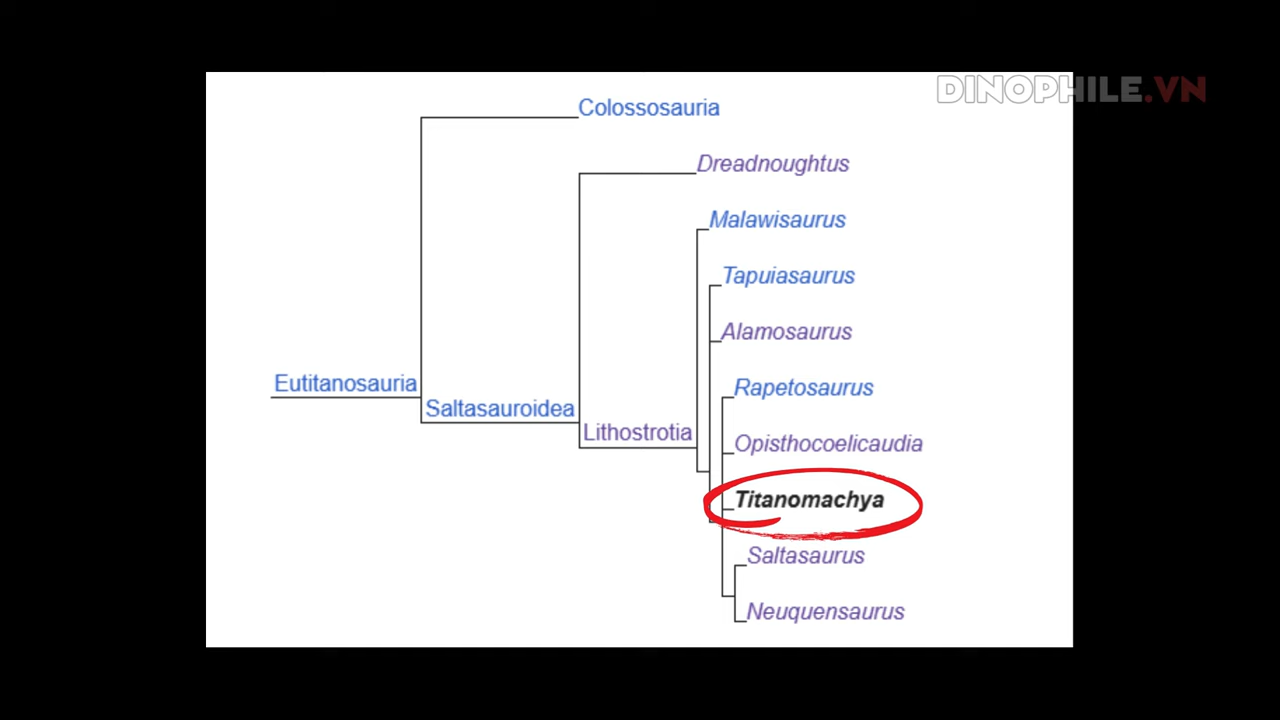 DINOPHILE.VN
Colossosauria
Dreadnoughtus
Malawisaurus
Tapuiasaurus
Alamosaurus
Rapetosaurus
Eutitanosauria
Saltasauroidea
Lithostrotia
Opisthocoelicaudia
Titanomachya
Saltasaurus
Neuquensaurus